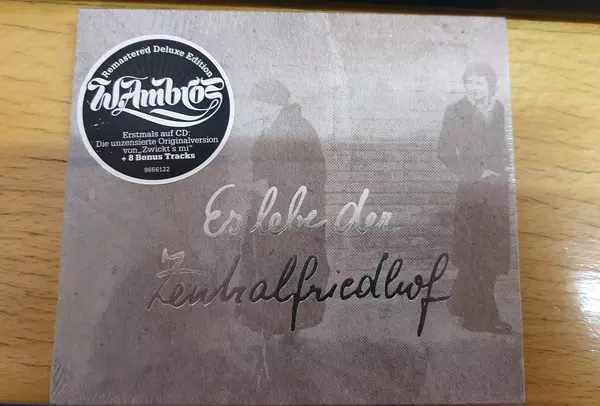 Remastered Deluxe Edition
W.Ambros
Erstmals auf CD:
Die unzensierte Originalversion
von „Zwickt's mi“
+ 8 Bonus Tracks
9666122
Es lebe der
Zentralfriedhof